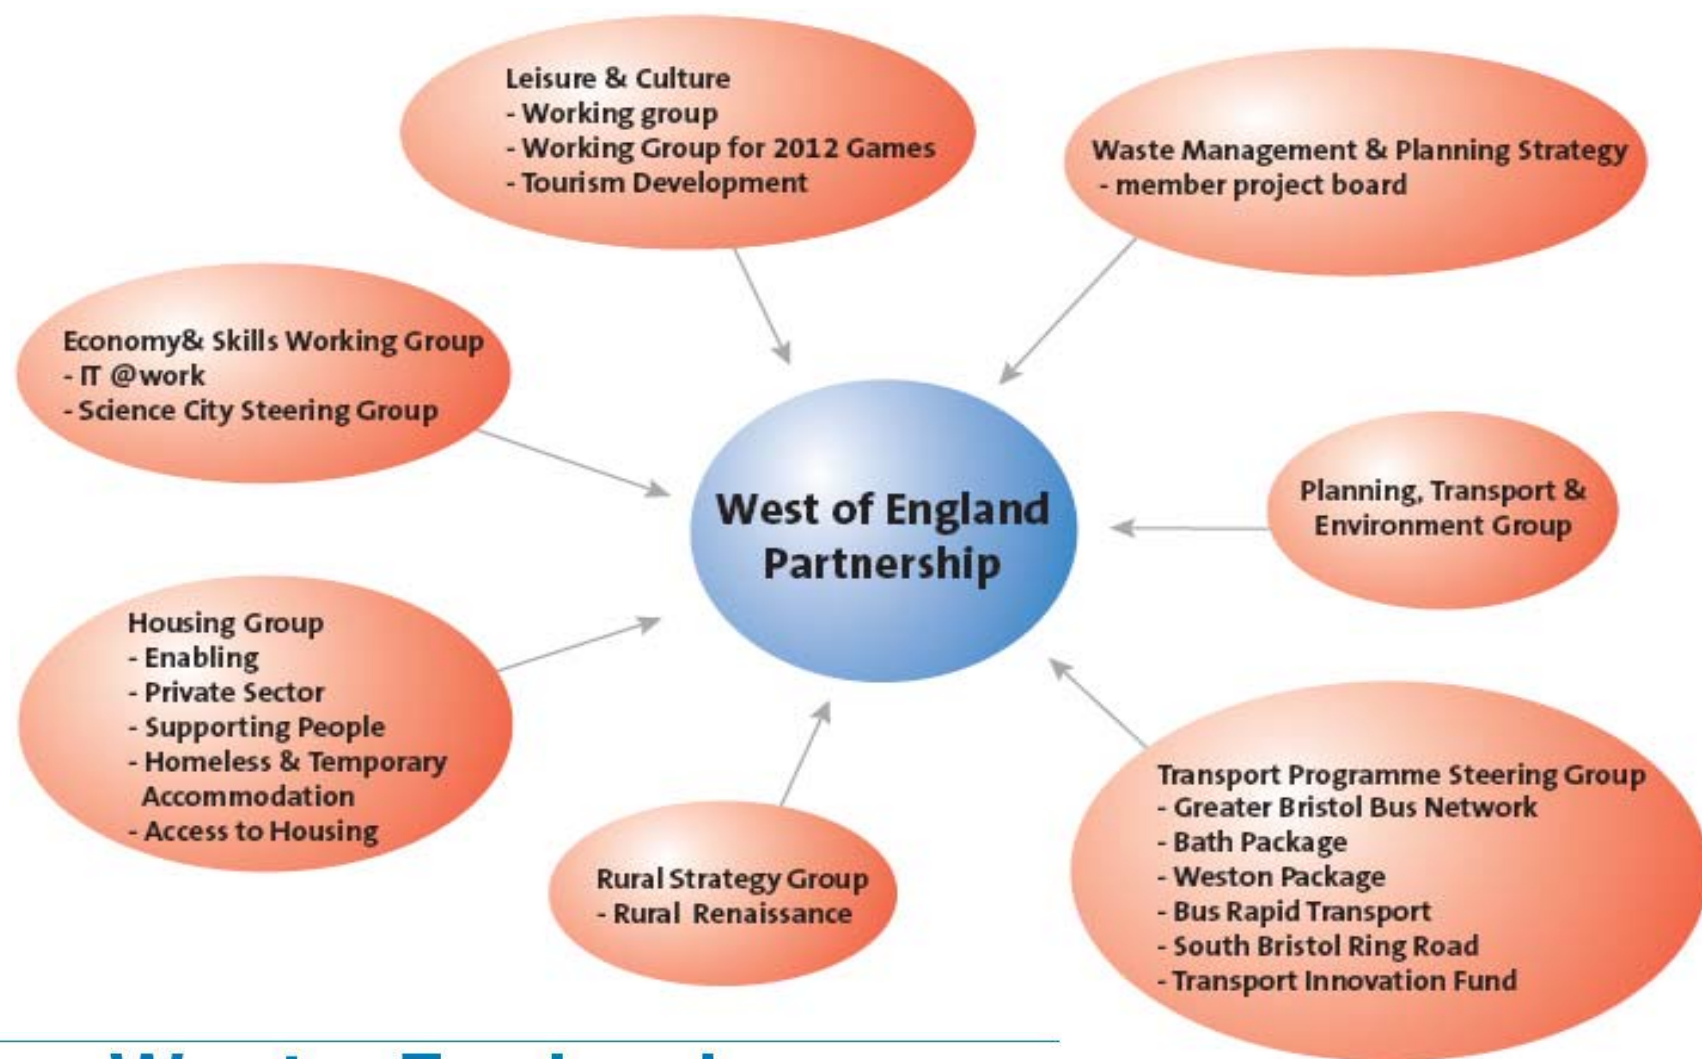 Leisure & Culture
- Working group
- Working Group for 2012 Games
- Tourism Development
Waste Management & Planning Strategy
- member project board
Economy& Skills Working Group
- IT @work
- Science City Steering Group
West of England
Partnership
Planning, Transport &
Environment Group
Housing Group
- Enabling
- Private Sector
- Supporting People
- Homeless & Temporary
Accommodation
- Access to Housing
Rural Strategy Group
- Rural Renaissance
Transport Programme Steering Group
- Greater Bristol Bus Network
- Bath Package
- Weston Package
- Bus Rapid Transport
- South Bristol Ring Road
- Transport Innovation Fund